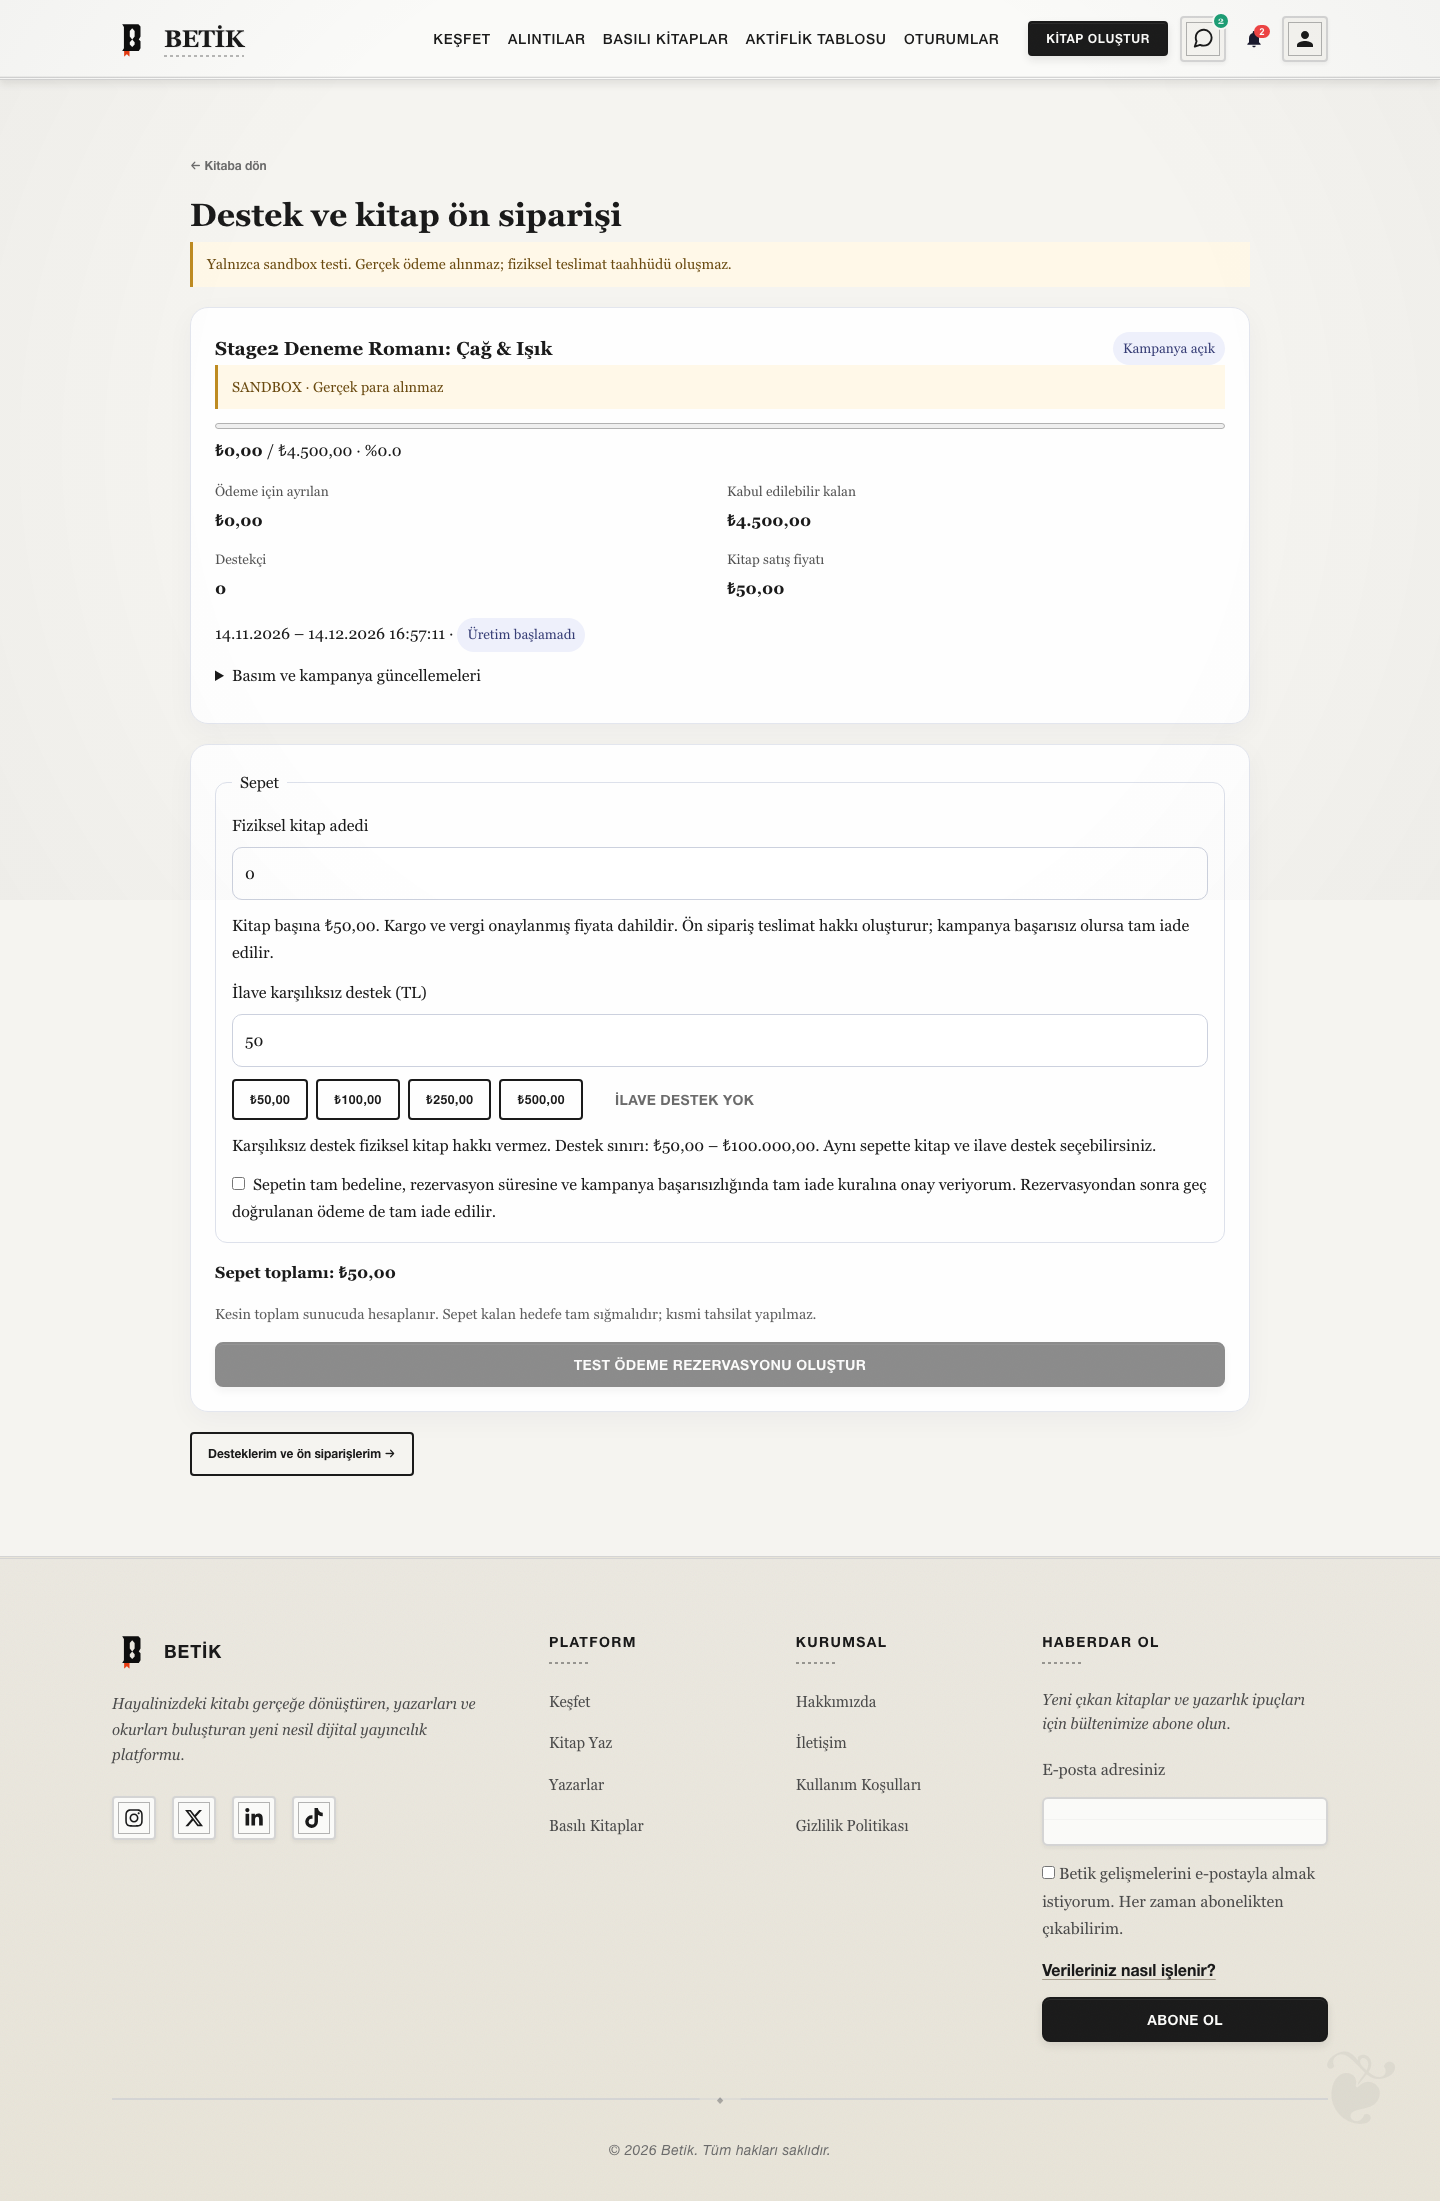 BETİK
KEŞFET ALINTILAR BASILI KİTAPLAR AKTİFLİK TABLOSU OTURUMLAR KİTAP OLUŞTUR 2 2
← Kitaba dön
Destek ve kitap ön siparişi
Yalnızca sandbox testi. Gerçek ödeme alınmaz; fiziksel teslimat taahhüdü oluşmaz.
Stage2 Deneme Romanı: Çağ & Işık
Kampanya açık
SANDBOX · Gerçek para alınmaz
₺0,00 / ₺4.500,00 · %0.0
Ödeme için ayrılan
₺0,00
Kabul edilebilir kalan
₺4.500,00
Destekçi
0
Kitap satış fiyatı
₺50,00
14.11.2026 – 14.12.2026 16:57:11 · Üretim başlamadı
▶ Basım ve kampanya güncellemeleri
Sepet
Fiziksel kitap adedi
0
Kitap başına ₺50,00. Kargo ve vergi onaylanmış fiyata dahildir. Ön sipariş teslimat hakkı oluşturur; kampanya başarısız olursa tam iade
edilir.
İlave karşılıksız destek (TL)
50
₺50,00 ₺100,00 ₺250,00 ₺500,00 İLAVE DESTEK YOK
Karşılıksız destek fiziksel kitap hakkı vermez. Destek sınırı: ₺50,00 – ₺100.000,00. Aynı sepette kitap ve ilave destek seçebilirsiniz.
Sepetin tam bedeline, rezervasyon süresine ve kampanya başarısızlığında tam iade kuralına onay veriyorum. Rezervasyondan sonra geç
doğrulanan ödeme de tam iade edilir.
Sepet toplamı: ₺50,00
Kesin toplam sunucuda hesaplanır. Sepet kalan hedefe tam sığmalıdır; kısmi tahsilat yapılmaz.
TEST ÖDEME REZERVASYONU OLUŞTUR
Desteklerim ve ön siparişlerim →
BETİK
Hayalinizdeki kitabı gerçeğe dönüştüren, yazarları ve
okurları buluşturan yeni nesil dijital yayıncılık
platformu.
PLATFORM
Keşfet
Kitap Yaz
Yazarlar
Basılı Kitaplar
KURUMSAL
Hakkımızda
İletişim
Kullanım Koşulları
Gizlilik Politikası
HABERDAR OL
Yeni çıkan kitaplar ve yazarlık ipuçları
için bültenimize abone olun.
E-posta adresiniz
Betik gelişmelerini e-postayla almak
istiyorum. Her zaman abonelikten
çıkabilirim.
Verileriniz nasıl işlenir?
ABONE OL
© 2026 Betik. Tüm hakları saklıdır.